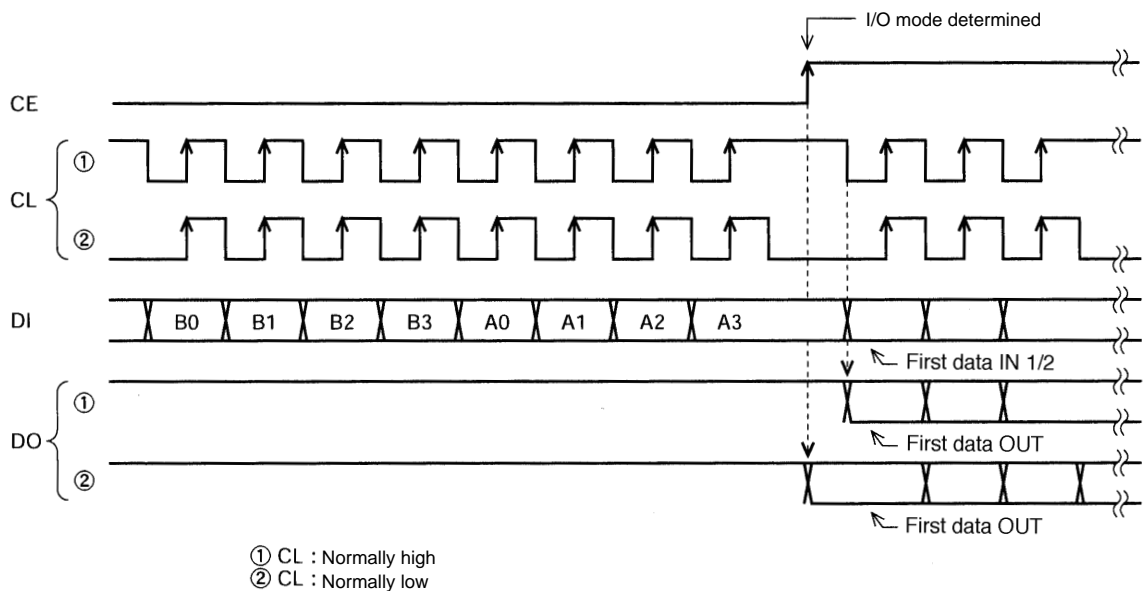 I/O mode determined
CE
①
CL
②
DI B0 B1 B2 B3 A0 A1 A2 A3
First data IN 1/2
①
DO
First data OUT
②
First data OUT
① CL : Normally high
② CL : Normally low